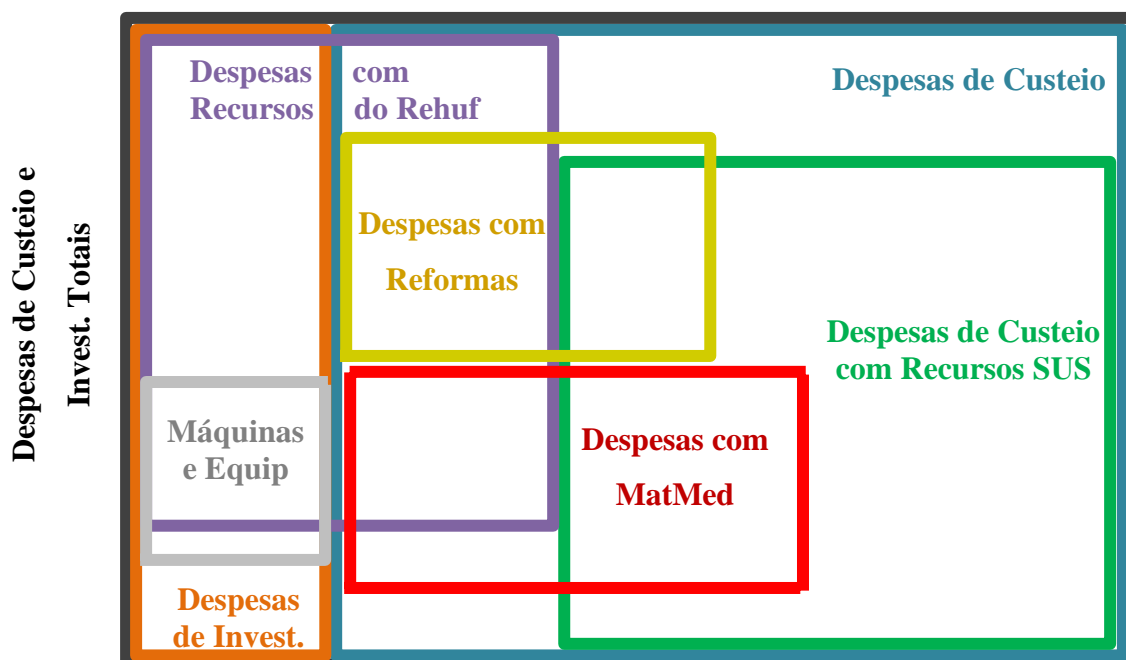 Despesas de Custeio e
Invest. Totais
Despesas com
Recursos do Rehuf
Despesas de Custeio
Despesas com
Reformas
Despesas de Custeio
com Recursos SUS
Máquinas
e Equip
Despesas com
MatMed
Despesas
de Invest.